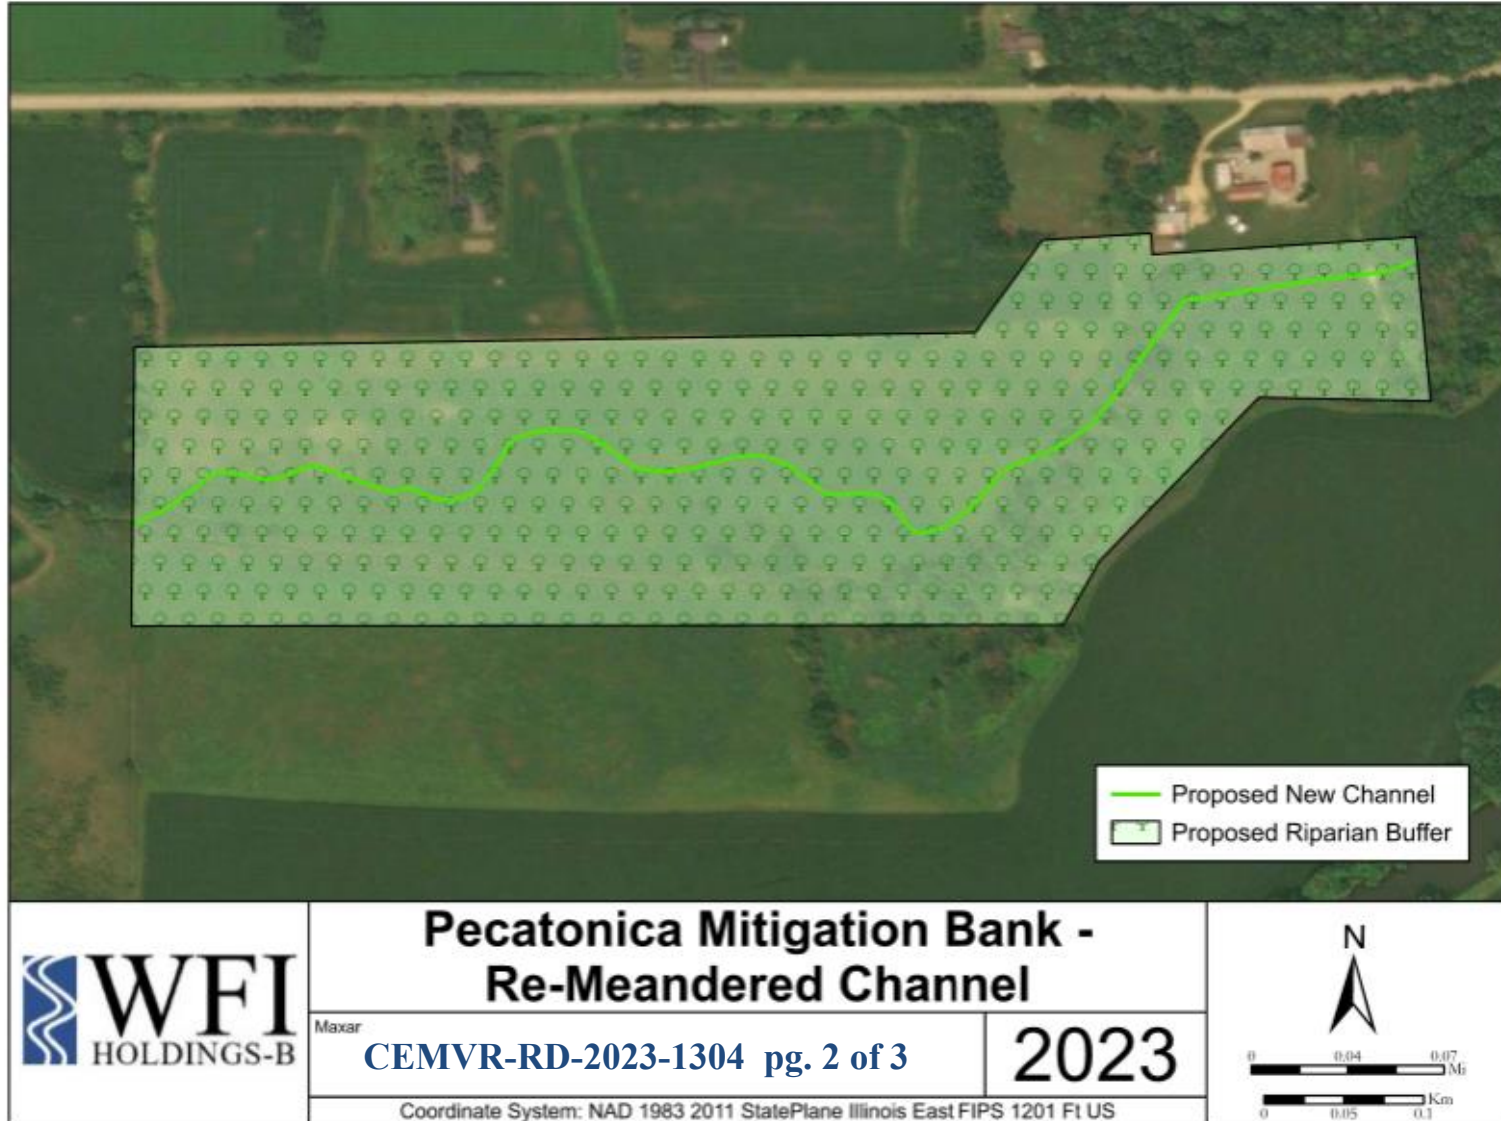 Proposed New Channel
Proposed Riparian Buffer
WFI
HOLDINGS-B
Pecatonica Mitigation Bank -
Re-Meandered Channel
Maxar
CEMVR-RD-2023-1304 pg. 2 of 3
2023
Coordinate System: NAD 1983 2011 StatePlane Illinois East FIPS 1201 Ft US
N
0 0.04 0.07
Mi
Km
0 0.05 0.1